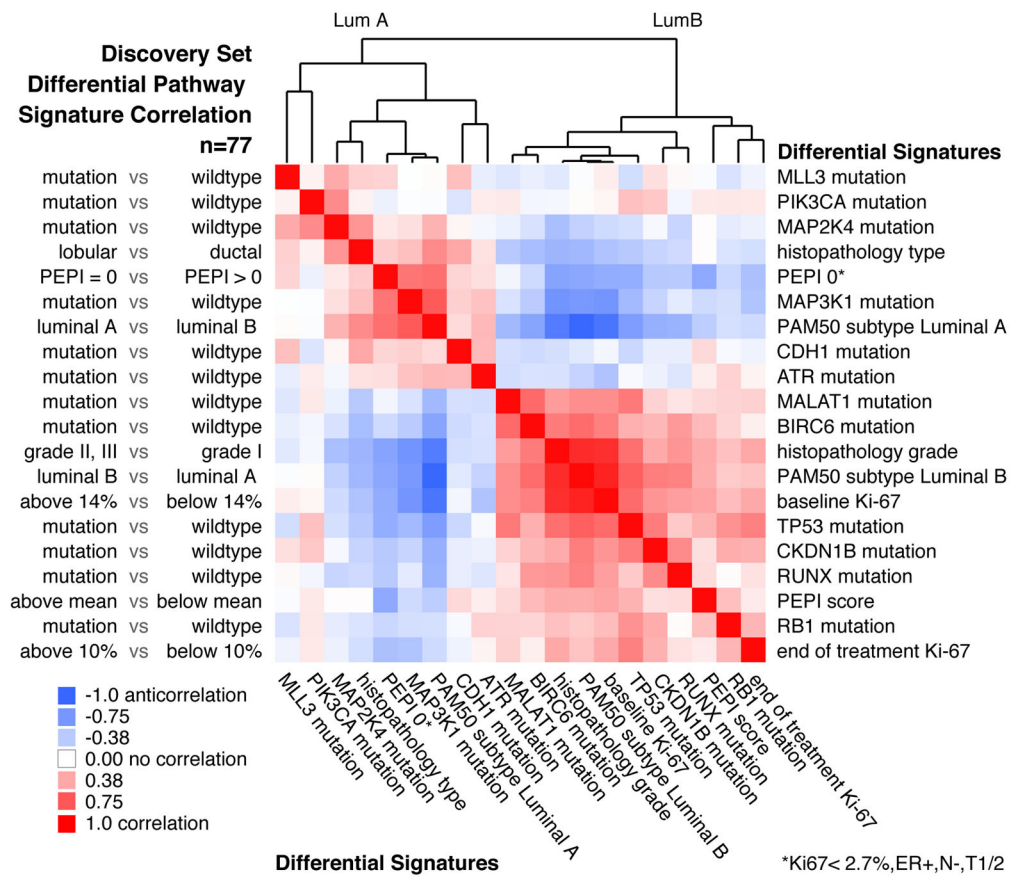 Lum A LumB
Discovery Set
Differential Pathway
Signature Correlation
n=77
Differential Signatures
mutation vs wildtype MLL3 mutation
mutation vs wildtype PIK3CA mutation
mutation vs wildtype MAP2K4 mutation
lobular vs ductal histopathology type
PEPI = 0 vs PEPI > 0 PEPI 0*
mutation vs wildtype MAP3K1 mutation
luminal A vs luminal B PAM50 subtype Luminal A
mutation vs wildtype CDH1 mutation
mutation vs wildtype ATR mutation
mutation vs wildtype MALAT1 mutation
mutation vs wildtype BIRC6 mutation
grade II, III vs grade I histopathology grade
luminal B vs luminal A PAM50 subtype Luminal B
above 14% vs below 14% baseline Ki-67
mutation vs wildtype TP53 mutation
mutation vs wildtype CKDN1B mutation
mutation vs wildtype RUNX mutation
above mean vs below mean PEPI score
mutation vs wildtype RB1 mutation
above 10% vs below 10% end of treatment Ki-67
MLL3 mutation
PIK3CA mutation
MAP2K4 mutation
histopathology type
PEPI 0*
MAP3K1 mutation
PAM50 subtype Luminal A
CDH1 mutation
ATR mutation
MALAT1 mutation
BIRC6 mutation
histopathology grade
PAM50 subtype Luminal B
baseline Ki-67
TP53 mutation
CKDN1B mutation
RUNX mutation
PEPI score
RB1 mutation
end of treatment Ki-67
-1.0 anticorrelation
-0.75
-0.38
0.00 no correlation
0.38
0.75
1.0 correlation
Differential Signatures
*Ki67< 2.7%,ER+,N-,T1/2